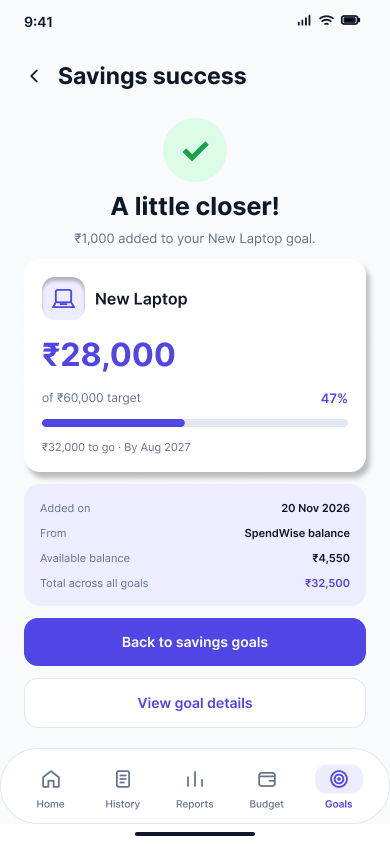 9:41
Savings success
A little closer!
₹1,000 added to your New Laptop goal.
New Laptop
₹28,000
of ₹60,000 target 47%
₹32,000 to go · By Aug 2027
Added on 20 Nov 2026
From SpendWise balance
Available balance ₹4,550
Total across all goals ₹32,500
Back to savings goals
View goal details
Home History Reports Budget Goals